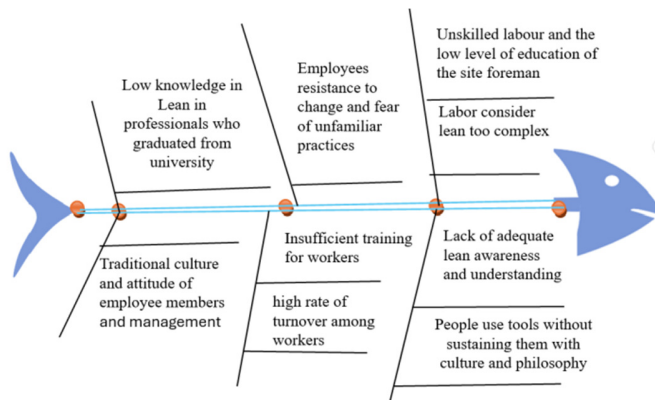 Low knowledge in
Lean in
professionals who
graduated from
university
Employees
resistance to
change and fear
of unfamiliar
practices
Unskilled labour and the
low level of education of
the site foreman
Labor consider
lean too complex
Traditional culture
and attitude of
employee members
and management
Insufficient training
for workers
high rate of
turnover among
workers
Lack of adequate
lean awareness
and understanding
People use tools without
sustaining them with
culture and philosophy